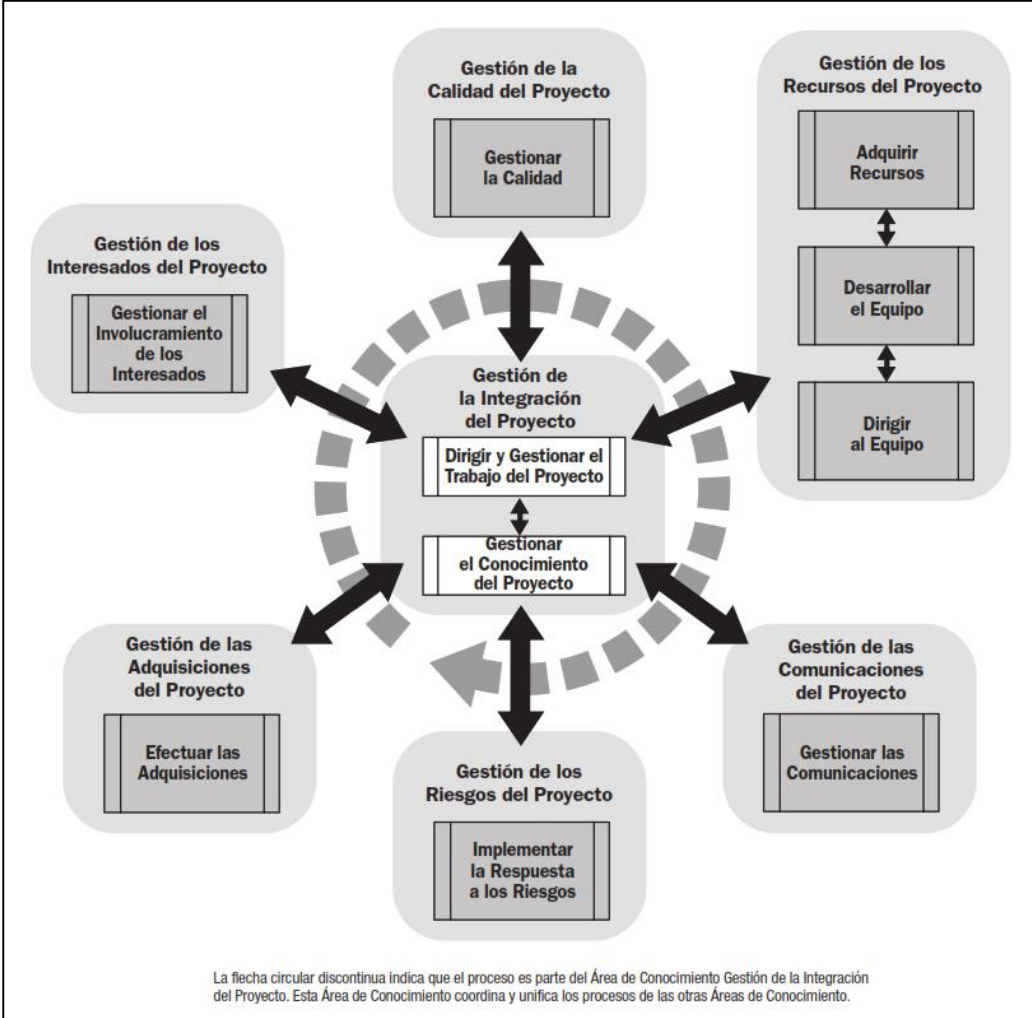 Gestión de la
Calidad del Proyecto
Gestionar
la Calidad
Gestión de los
Recursos del Proyecto
Adquirir
Recursos
Desarrollar
el Equipo
Dirigir
al Equipo
Gestión de los
Interesados del Proyecto
Gestionar el
Involucramiento
de los
Interesados
Gestión de
la Integración
del Proyecto
Dirigir y Gestionar el
Trabajo del Proyecto
Gestionar
el Conocimiento
del Proyecto
Gestión de las
Adquisiciones
del Proyecto
Efectuar las
Adquisiciones
Gestión de los
Riesgos del Proyecto
Implementar
la Respuesta
a los Riesgos
Gestión de las
Comunicaciones
del Proyecto
Gestionar las
Comunicaciones
La flecha circular discontinua indica que el proceso es parte del Área de Conocimiento Gestión de la Integración
del Proyecto. Esta Área de Conocimiento coordina y unifica los procesos de las otras Áreas de Conocimiento.